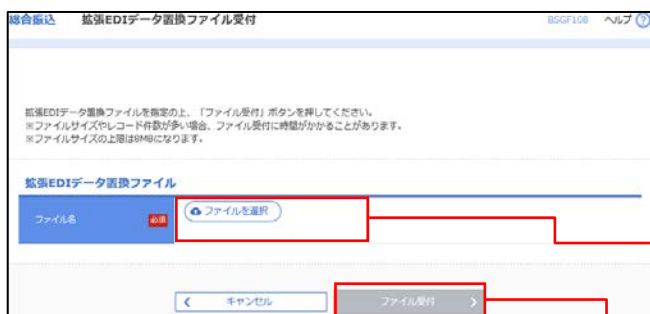 総合振込 拡張EDIデータ置換ファイル受付 BSGF108 ヘルプ ?
拡張EDIデータ置換ファイルを指定の上、「ファイル受付」ボタンを押してください。
※ファイルサイズやレコード件数が多い場合、ファイル受付に時間がかかることがあります。
※ファイルサイズの上限は8MBになります。
拡張EDIデータ置換ファイル
ファイル名 必須 ファイルを選択
キャンセル ファイル受付